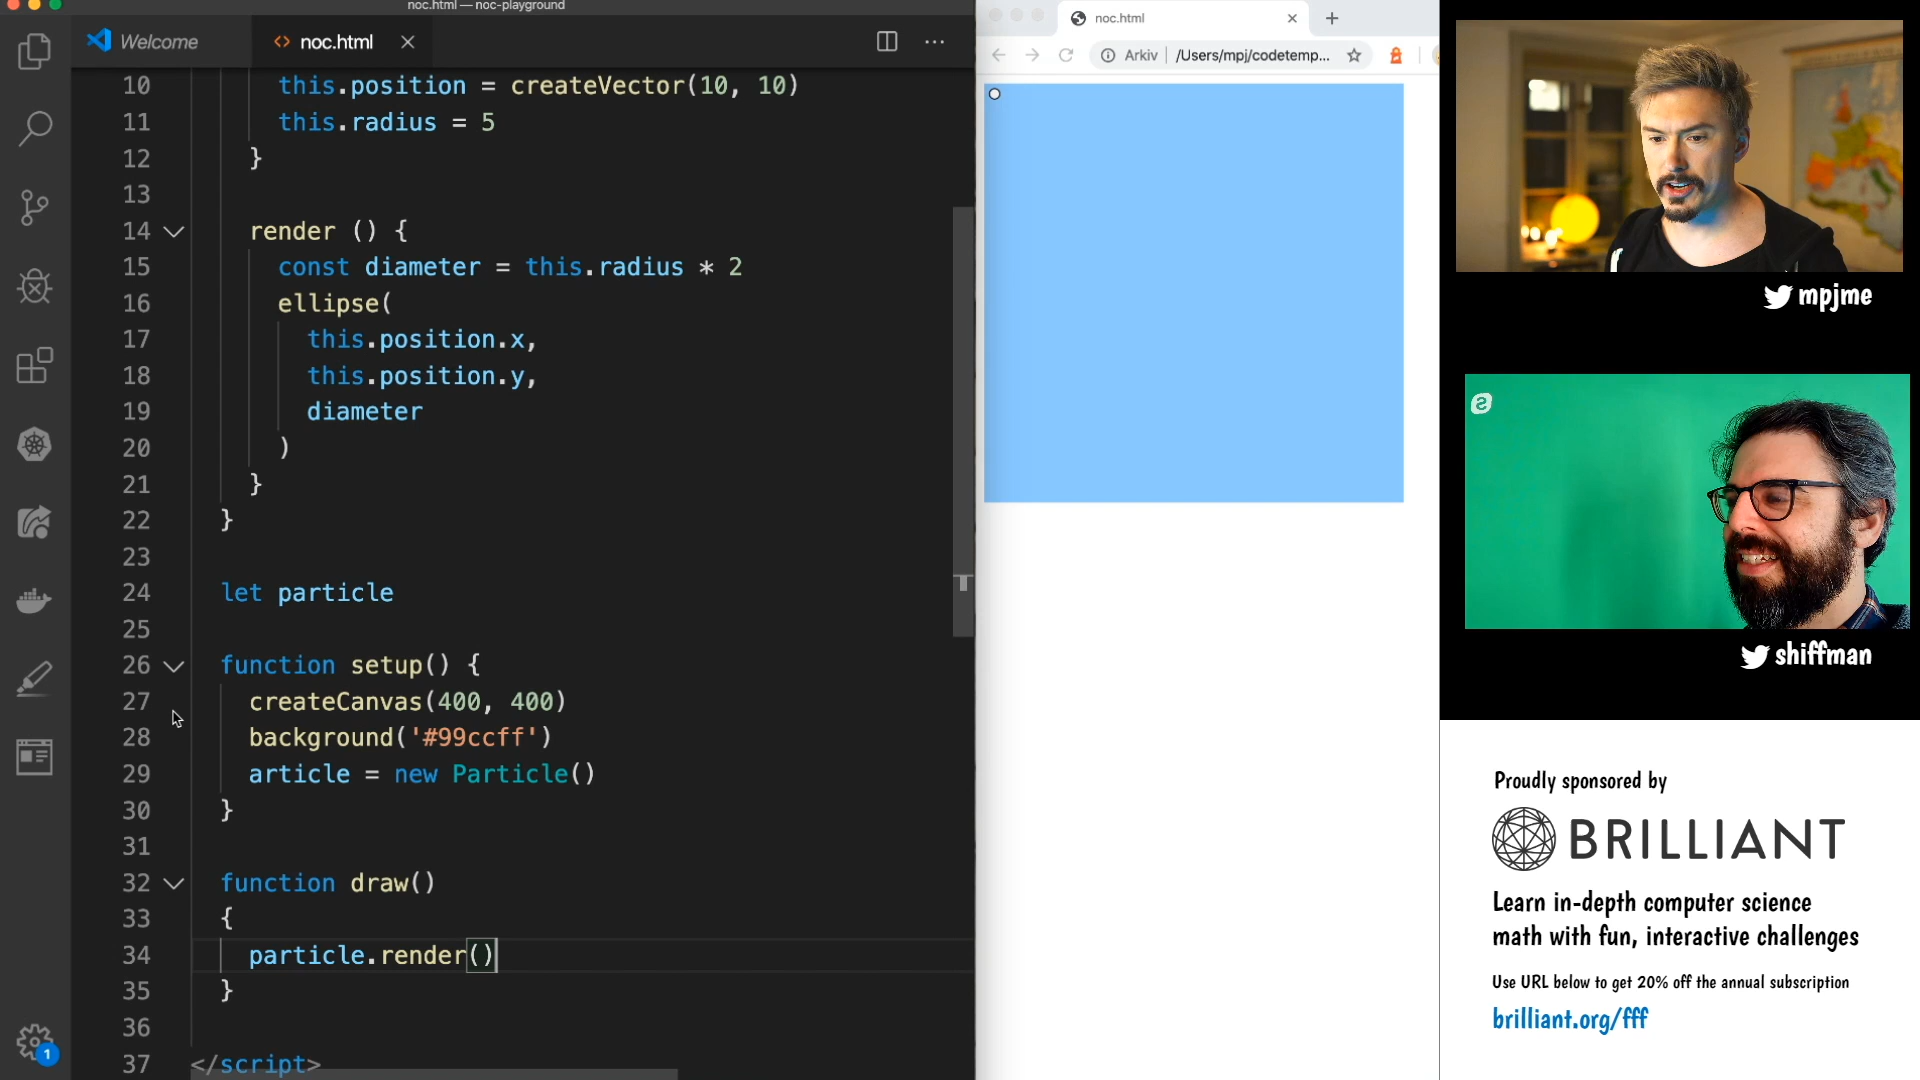 noc.html — noc-playground
Welcome
noc.html
10 this.position = createVector(10, 10)
11 this.radius = 5
12 }
13
14 render () {
15 const diameter = this.radius * 2
16 ellipse(
17 this.position.x,
18 this.position.y,
19 diameter
20 )
21 }
22 }
23
24 let particle
25
26 function setup() {
27 createCanvas(400, 400)
28 background('#99ccff')
29 article = new Particle()
30 }
31
32 function draw()
33 {
34 particle.render()
35 }
36
37 </script>
1
noc.html
Arkiv | /Users/mpj/codetemp...
mpjme
shiffman
Proudly sponsored by
BRILLIANT
Learn in-depth computer science
math with fun, interactive challenges
Use URL below to get 20% off the annual subscription
brilliant.org/fff